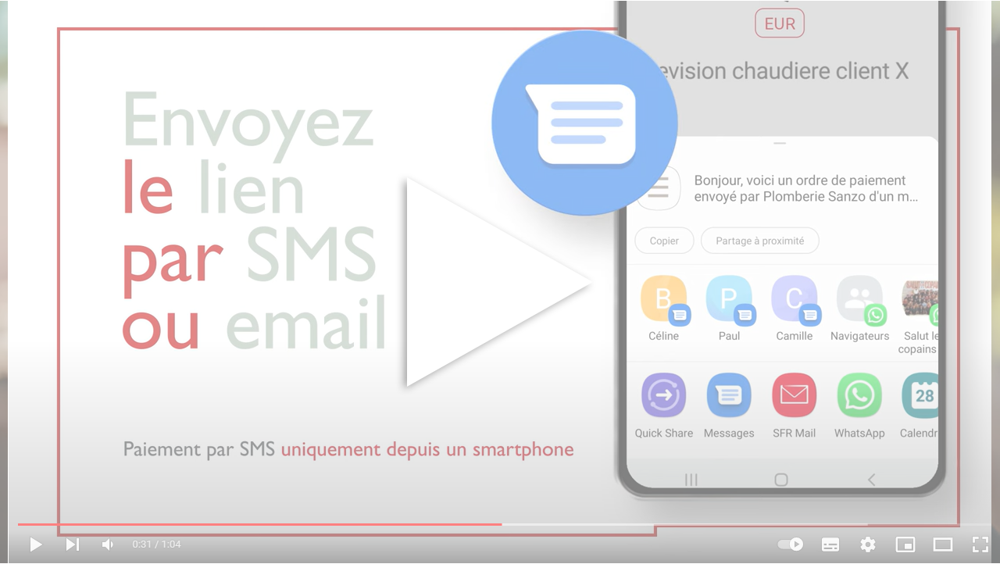 EUR
evision chaudiere client X
Envoyez
le lien
par SMS
ou email
Bonjour, voici un ordre de paiement
envoyé par Plomberie Sanzo d'un m...
Copier
Partage à proximité
B
P
C
Céline
Paul
Camille
Navigateurs
Salut le
copains
28
Quick Share
Messages
SFR Mail
WhatsApp
Calendr
Paiement par SMS uniquement depuis un smartphone
0:31 / 1:04